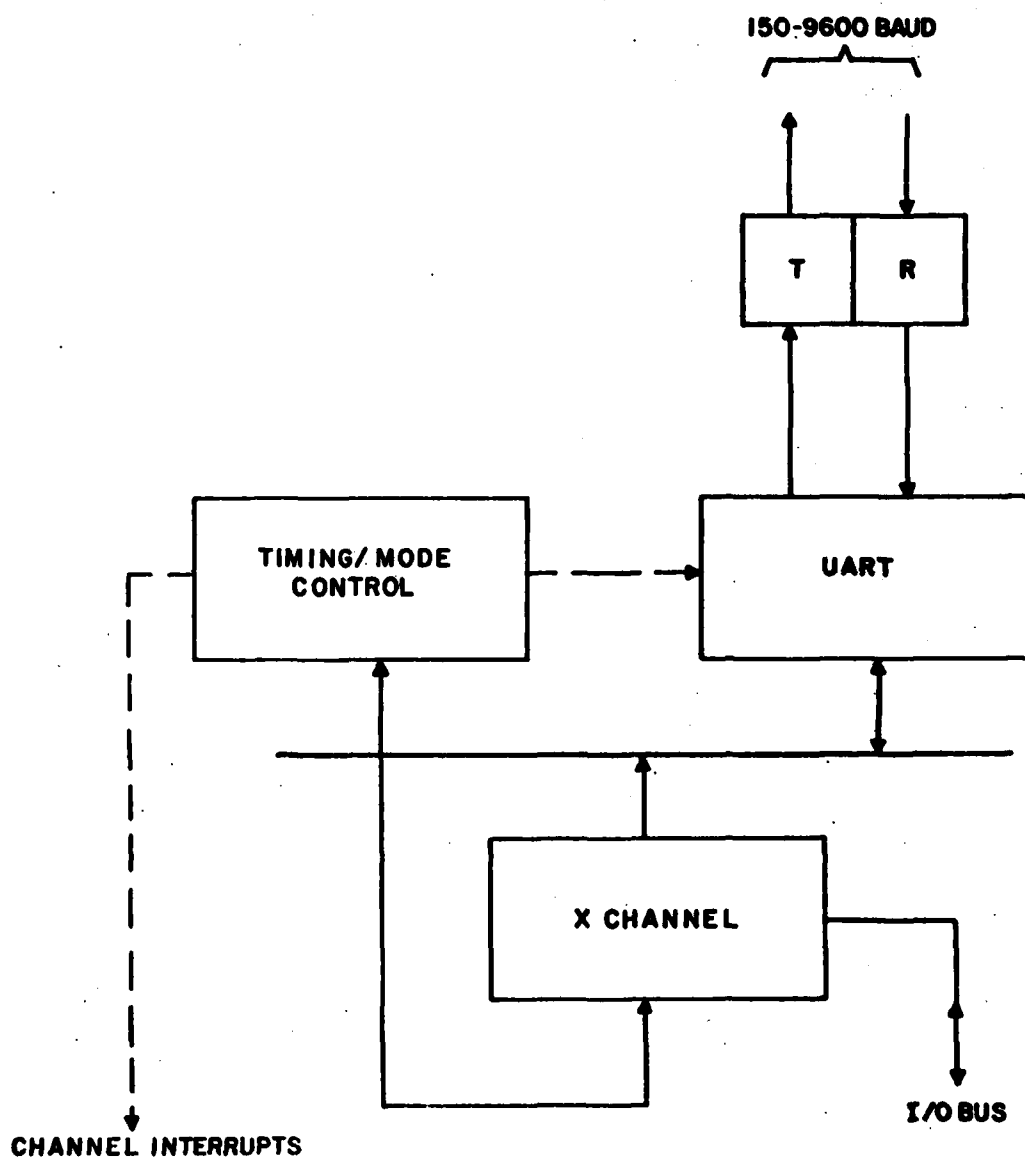 150-9600 BAUD
T R
TIMING/ MODE
CONTROL
UART
X CHANNEL
I/O BUS
CHANNEL INTERRUPTS